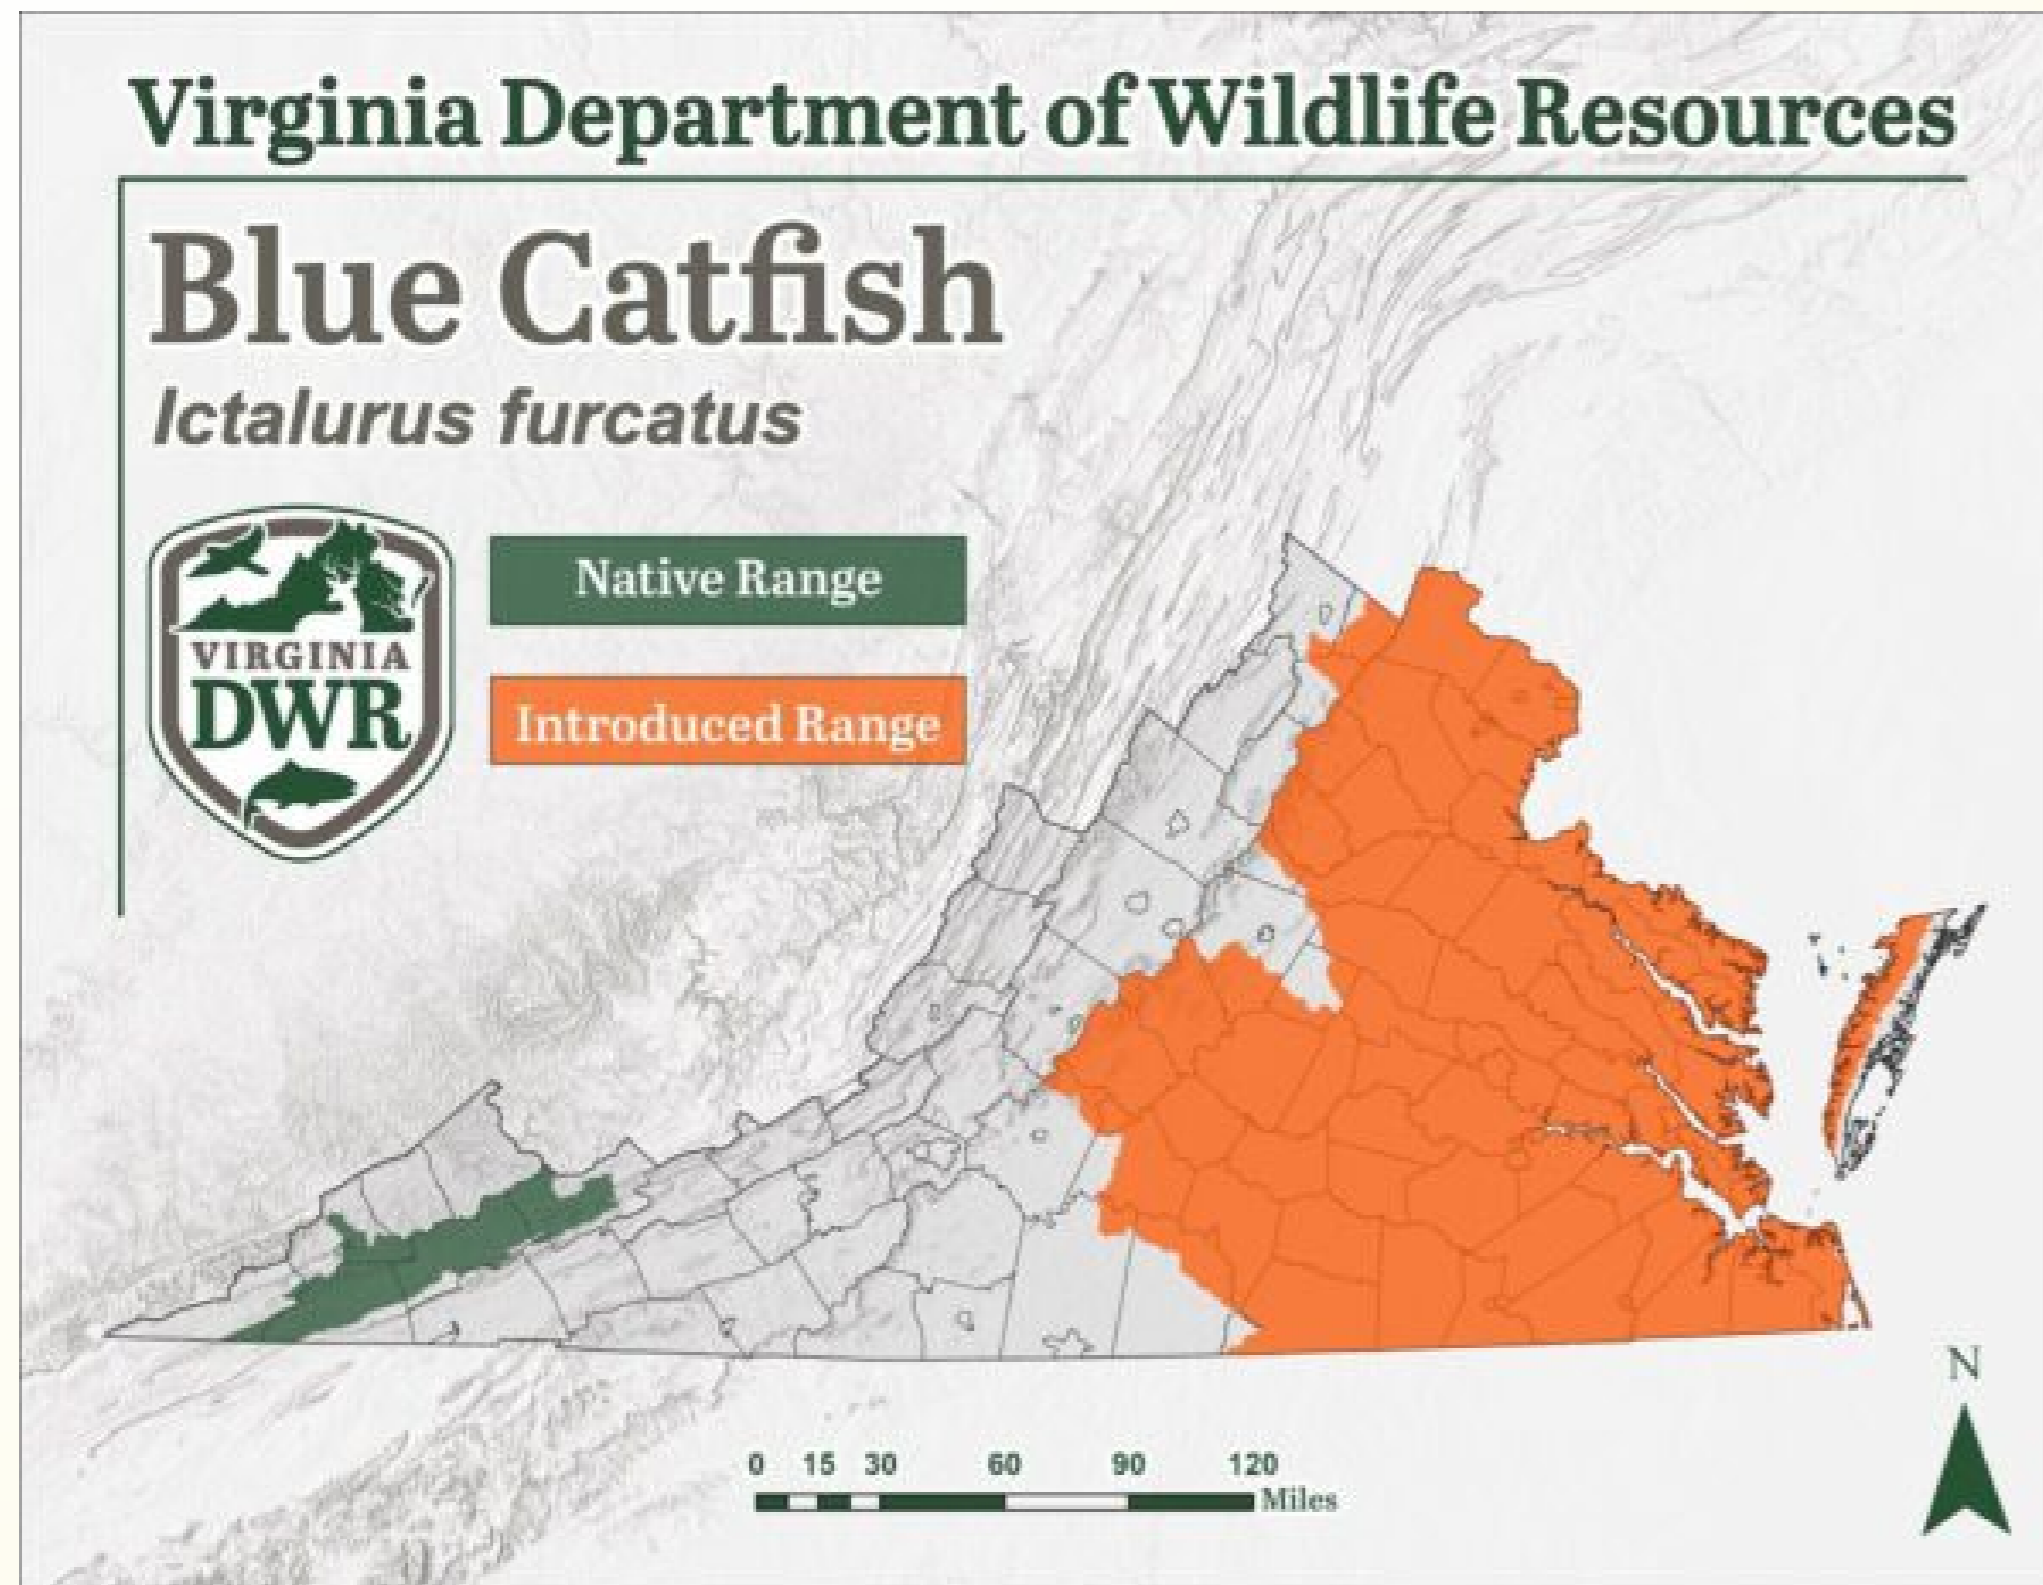 Virginia Department of Wildlife Resources
Blue Catfish
Ictalurus furcatus
VIRGINIA
DWR
Native Range
Introduced Range
N
0 15 30 60 90 120
Miles